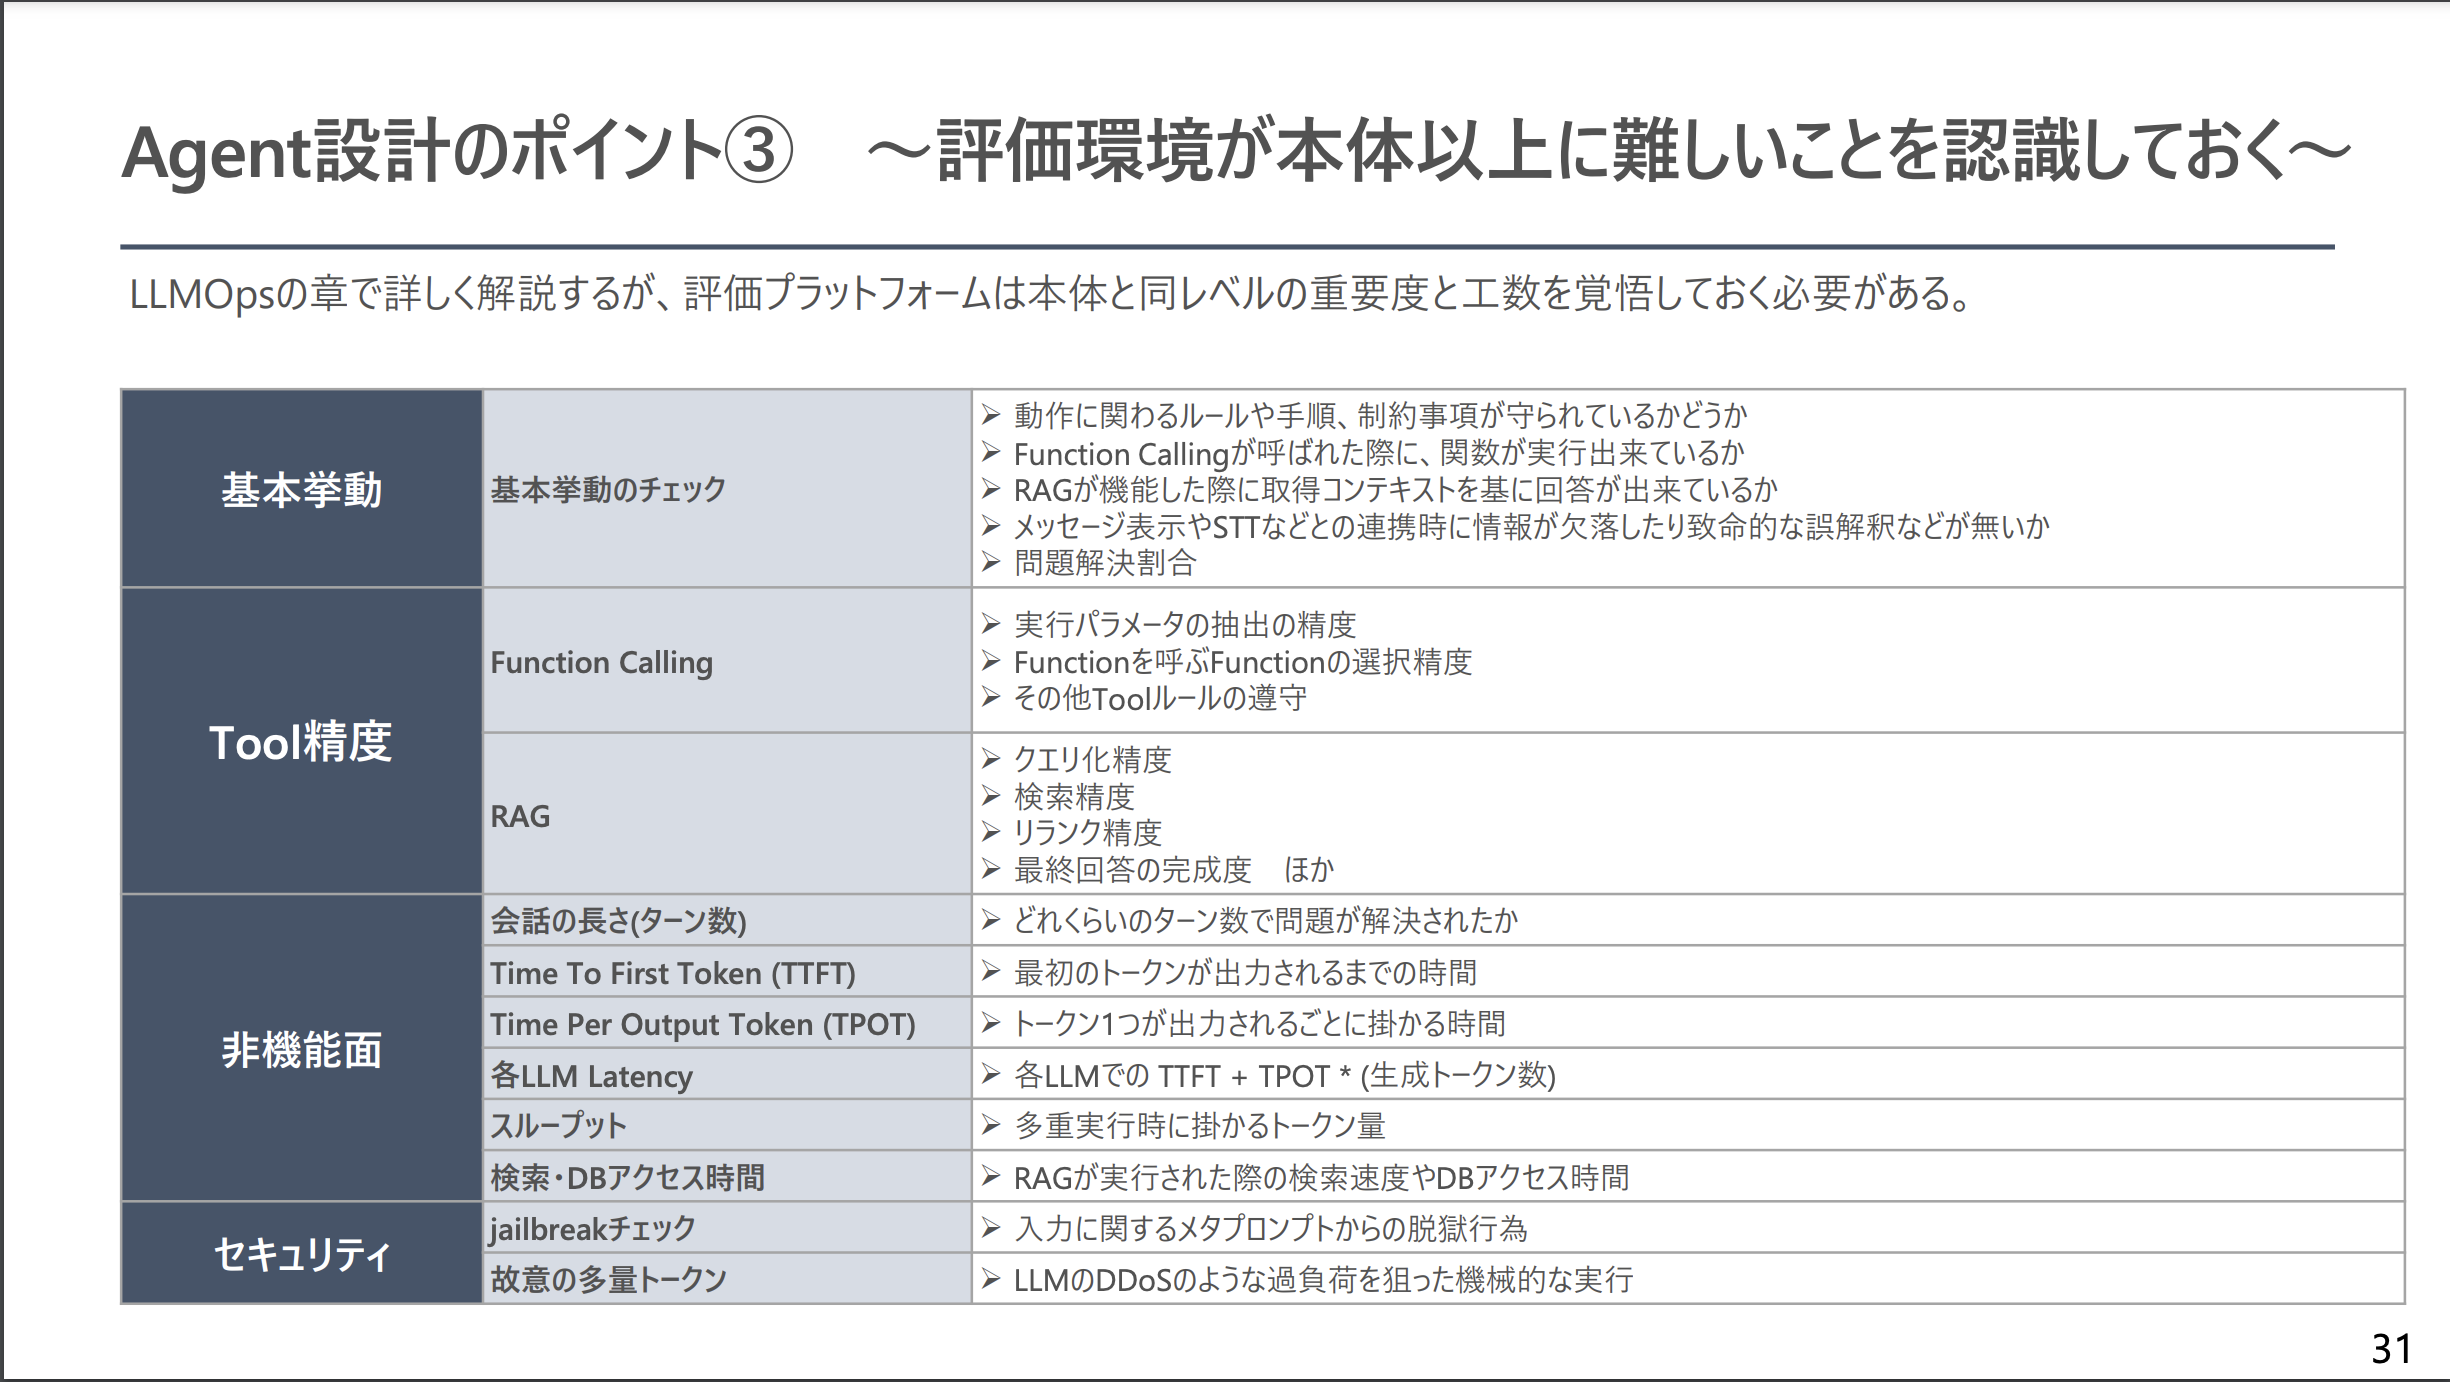 Agent設計のポイント③　～評価環境が本体以上に難しいことを認識しておく～
LLMOpsの章で詳しく解説するが、評価プラットフォームは本体と同レベルの重要度と工数を覚悟しておく必要がある。
基本挙動
基本挙動のチェック
➢ 動作に関わるルールや手順、制約事項が守られているかどうか
➢ Function Callingが呼ばれた際に、関数が実行出来ているか
➢ RAGが機能した際に取得コンテキストを基に回答が出来ているか
➢ メッセージ表示やSTTなどとの連携時に情報が欠落したり致命的な誤解釈などが無いか
➢ 問題解決割合
Tool精度
Function Calling
➢ 実行パラメータの抽出の精度
➢ Functionを呼ぶFunctionの選択精度
➢ その他Toolルールの遵守
RAG
➢ クエリ化精度
➢ 検索精度
➢ リランク精度
➢ 最終回答の完成度　ほか
非機能面
会話の長さ(ターン数)
➢ どれくらいのターン数で問題が解決されたか
Time To First Token (TTFT)
➢ 最初のトークンが出力されるまでの時間
Time Per Output Token (TPOT)
➢ トークン1つが出力されるごとに掛かる時間
各LLM Latency
➢ 各LLMでの TTFT + TPOT * (生成トークン数)
スループット
➢ 多重実行時に掛かるトークン量
検索・DBアクセス時間
➢ RAGが実行された際の検索速度やDBアクセス時間
セキュリティ
jailbreakチェック
➢ 入力に関するメタプロンプトからの脱獄行為
故意の多量トークン
➢ LLMのDDoSのような過負荷を狙った機械的な実行
31